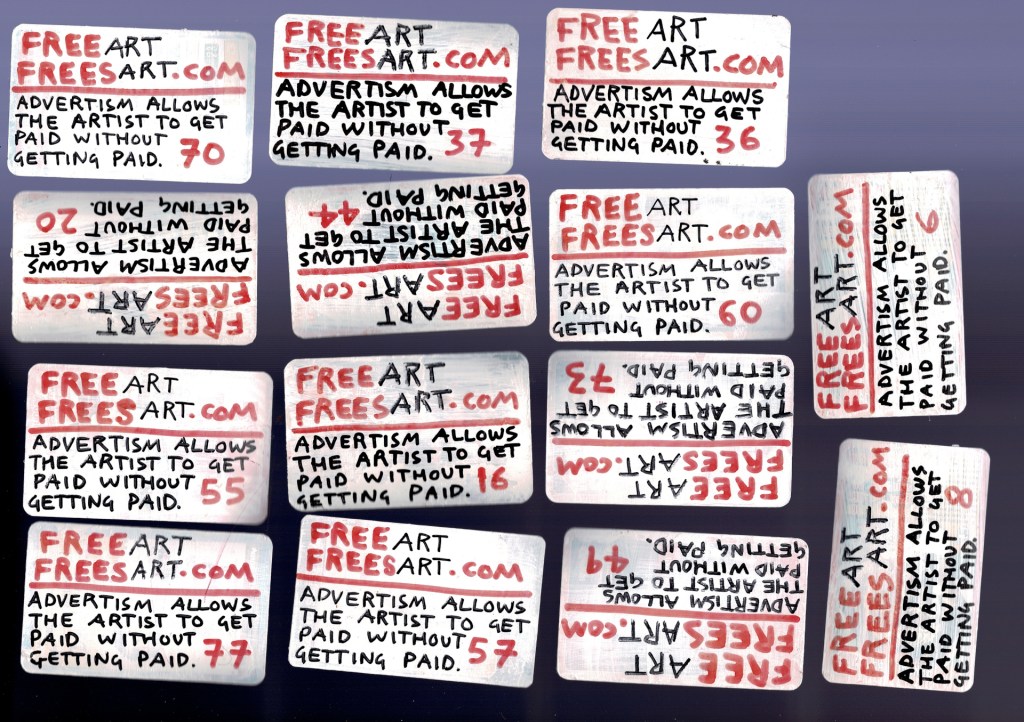 FREE ART
FREESART.COM
ADVERTISM ALLOWS
THE ARTIST TO GET
PAID WITHOUT
GETTING PAID. 70
FREE ART
FREESART.COM
ADVERTISM ALLOWS
THE ARTIST TO GET
PAID WITHOUT
GETTING PAID. 37
FREE ART
FREESART.COM
ADVERTISM ALLOWS
THE ARTIST TO GET
PAID WITHOUT 36
GETTING PAID.
FREE ART
FREESART.COM
ADVERTISM ALLOWS
THE ARTIST TO GET
PAID WITHOUT 20
GETTING PAID.
FREE ART
FREESART.COM
ADVERTISM ALLOWS
THE ARTIST TO GET
PAID WITHOUT 44
GETTING PAID.
FREE ART
FREESART.COM
ADVERTISM ALLOWS
THE ARTIST TO GET
PAID WITHOUT 60
GETTING PAID.
FREE ART
FREESART.COM
ADVERTISM ALLOWS
THE ARTIST TO GET
PAID WITHOUT 6
GETTING PAID.
FREE ART
FREESART.COM
ADVERTISM ALLOWS
THE ARTIST TO GET
PAID WITHOUT 55
GETTING PAID.
FREE ART
FREESART.COM
ADVERTISM ALLOWS
THE ARTIST TO GET
PAID WITHOUT 16
GETTING PAID.
FREE ART
FREESART.COM
ADVERTISM ALLOWS
THE ARTIST TO GET
PAID WITHOUT 73
GETTING PAID.
FREE ART
FREESART.COM
ADVERTISM ALLOWS
THE ARTIST TO GET
PAID WITHOUT 8
GETTING PAID.
FREE ART
FREESART.COM
ADVERTISM ALLOWS
THE ARTIST TO GET
PAID WITHOUT
GETTING PAID. 77
FREE ART
FREESART.COM
ADVERTISM ALLOWS
THE ARTIST TO GET
PAID WITHOUT 57
GETTING PAID.
FREE ART
FREESART.COM
ADVERTISM ALLOWS
THE ARTIST TO GET
PAID WITHOUT 49
GETTING PAID.